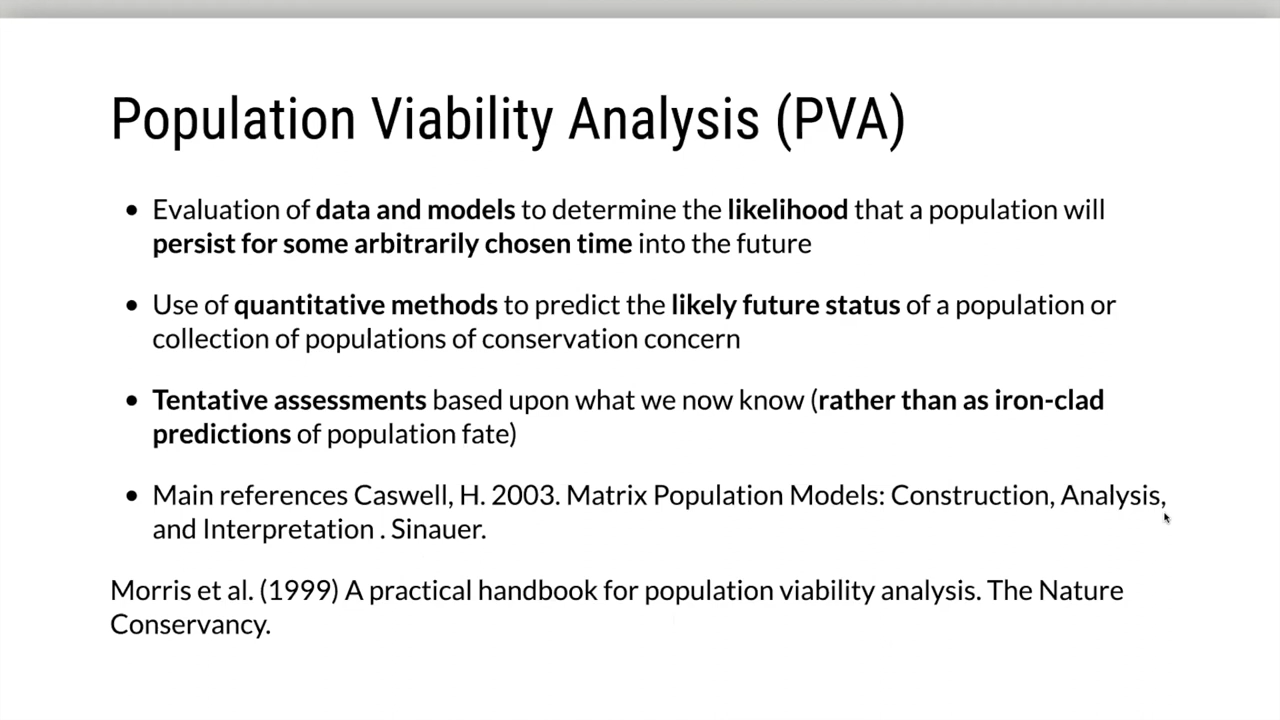 Population Viability Analysis (PVA)
• Evaluation of data and models to determine the likelihood that a population will
persist for some arbitrarily chosen time into the future
• Use of quantitative methods to predict the likely future status of a population or
collection of populations of conservation concern
• Tentative assessments based upon what we now know (rather than as iron-clad
predictions of population fate)
• Main references Caswell, H. 2003. Matrix Population Models: Construction, Analysis,
and Interpretation . Sinauer.
Morris et al. (1999) A practical handbook for population viability analysis. The Nature
Conservancy.